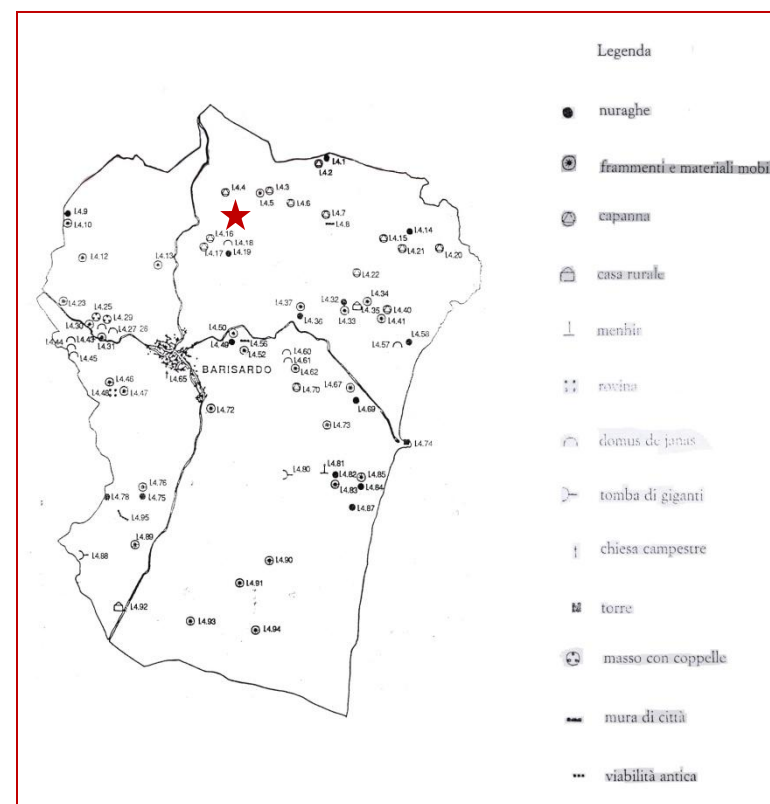 Legenda
nuraghe
frammenti e materiali mobi
capanna
casa rurale
menhir
rovina
domus de janas
tomba di giganti
chiesa campestre
torre
masso con coppelle
mura di città
viabilità antica
I.4.1
I.4.2
I.4.4
I.4.3
I.4.5
I.4.6
I.4.9
I.4.10
I.4.7
I.4.8
I.4.16
I.4.18
I.4.17
I.4.19
I.4.14
I.4.15
I.4.21
I.4.20
I.4.12
I.4.13
I.4.22
I.4.23
I.4.25
I.4.29
I.4.30
I.4.27 26
I.4.31
I.4.43
I.4.44
I.4.45
I.4.37
I.4.36
I.4.32
I.4.34
I.4.33
I.4.35
I.4.40
I.4.41
I.4.50
I.4.49
I.4.56
I.4.52
I.4.57
I.4.58
I.4.60
I.4.61
I.4.62
BARISARDO
I.4.65
I.4.46
I.4.48
I.4.47
I.4.70
I.4.67
I.4.69
I.4.72
I.4.73
I.4.74
I.4.80
I.4.81
I.4.82
I.4.85
I.4.83
I.4.84
I.4.87
I.4.76
I.4.78
I.4.75
I.4.95
I.4.89
I.4.88
I.4.90
I.4.91
I.4.92
I.4.93
I.4.94